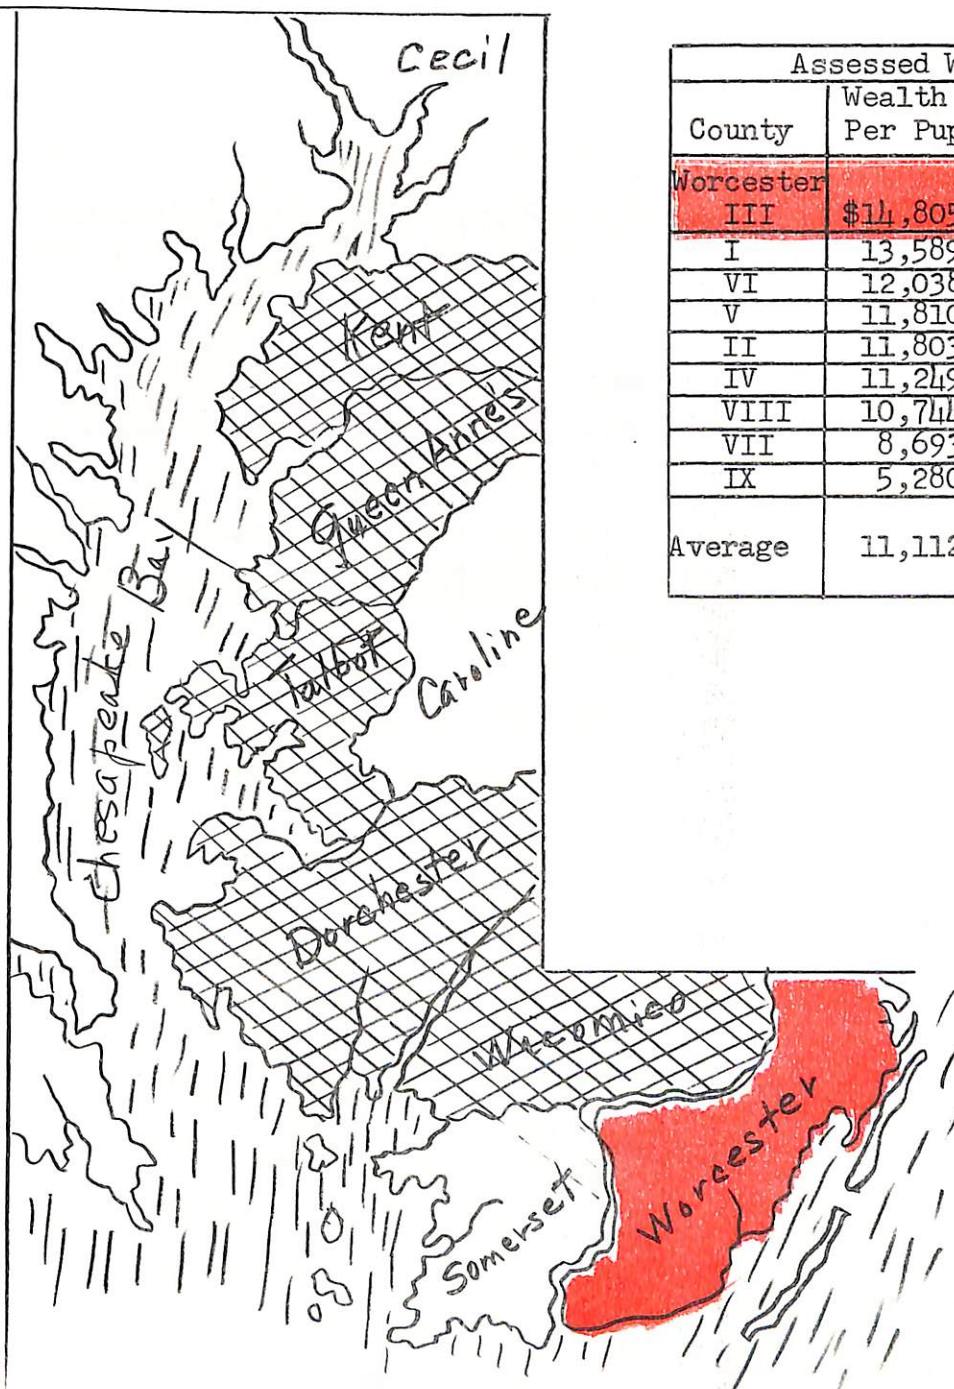 Cecil
Kent
Queen Anne's
Chesapeake Bay
Talbot
Caroline
Dorchester
Wicomico
Worcester
Somerset
Assessed W
County Wealth Per Pup
Worcester III $14,805
I 13,589
VI 12,038
V 11,810
II 11,803
IV 11,249
VIII 10,744
VII 8,693
IX 5,280
Average 11,112